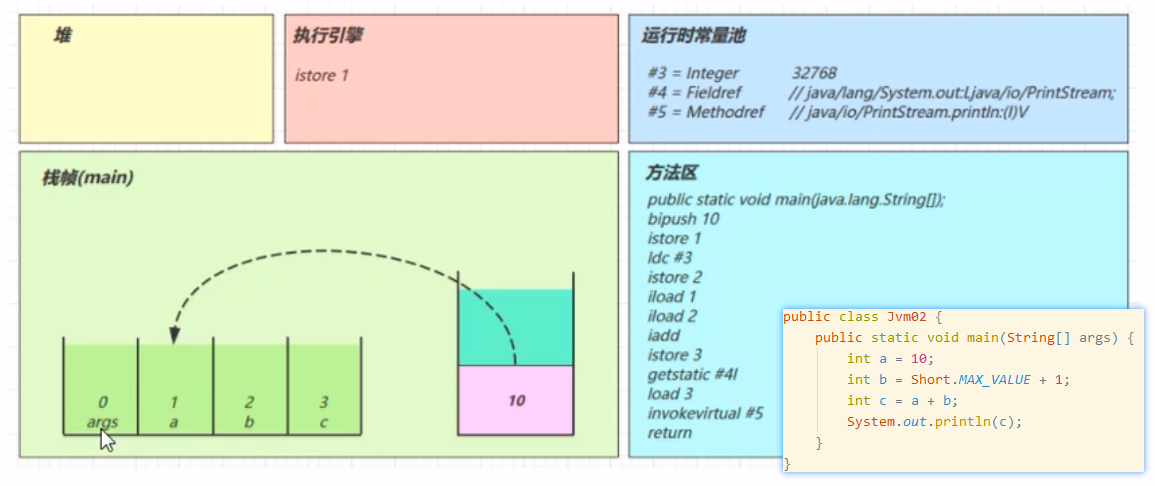 堆
执行引擎
istore 1
运行时常量池
#3 = Integer 32768
#4 = Fieldref // java/lang/System.out:Ljava/io/PrintStream;
#5 = Methodref // java/io/PrintStream.println:(I)V
栈帧(main)
0 1 2 3
args a b c
10
方法区
public static void main(java.lang.String[]);
bipush 10
istore 1
ldc #3
istore 2
iload 1
iload 2
iadd
istore 3
getstatic #4l
load 3
invokevirtual #5
return
public class Jvm02 {
public static void main(String[] args) {
int a = 10;
int b = Short.MAX_VALUE + 1;
int c = a + b;
System.out.println(c);
}
}